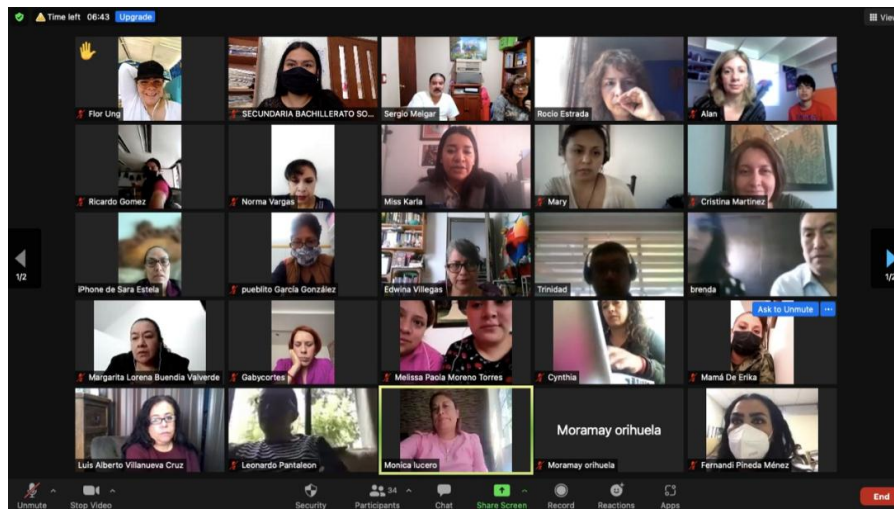 Time left 06:43 Upgrade
View
Flor Ung
SECUNDARIA BACHILLERATO SO...
Sergio Melgar
Rocio Estrada
Alan
Ricardo Gomez
Norma Vargas
Miss Karla
Mary
Cristina Martinez
iPhone de Sara Estela
pueblito García González
Edwina Villegas
Trinidad
brenda
1/2
1/2
Ask to Unmute ...
Margarita Lorena Buendia Valverde
Gabycortes
Melissa Paola Moreno Torres
Cynthia
Mamá De Erika
Moramay orihuela
Luis Alberto Villanueva Cruz
Leonardo Pantaleon
Monica lucero
Moramay orihuela
Fernandi Pineda Ménez
Unmute
Stop Video
Security
34
Participants
Chat
Share Screen
Record
Reactions
Apps
End